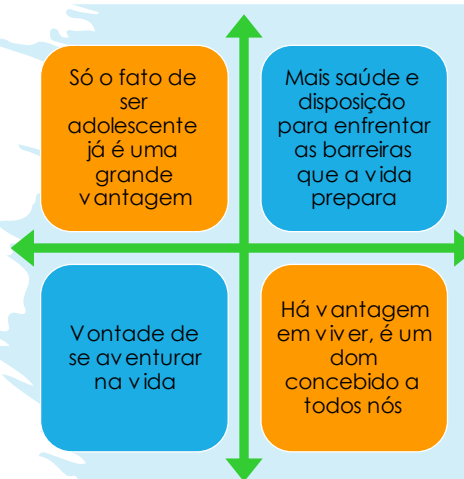 Só o fato de
ser
adolescente
já é uma
grande
vantagem
Mais saúde e
disposição
para enfrentar
as barreiras
que a vida
prepara
Vontade de
se aventurar
na vida
Há vantagem
em viver, é um
dom
concebido a
todos nós